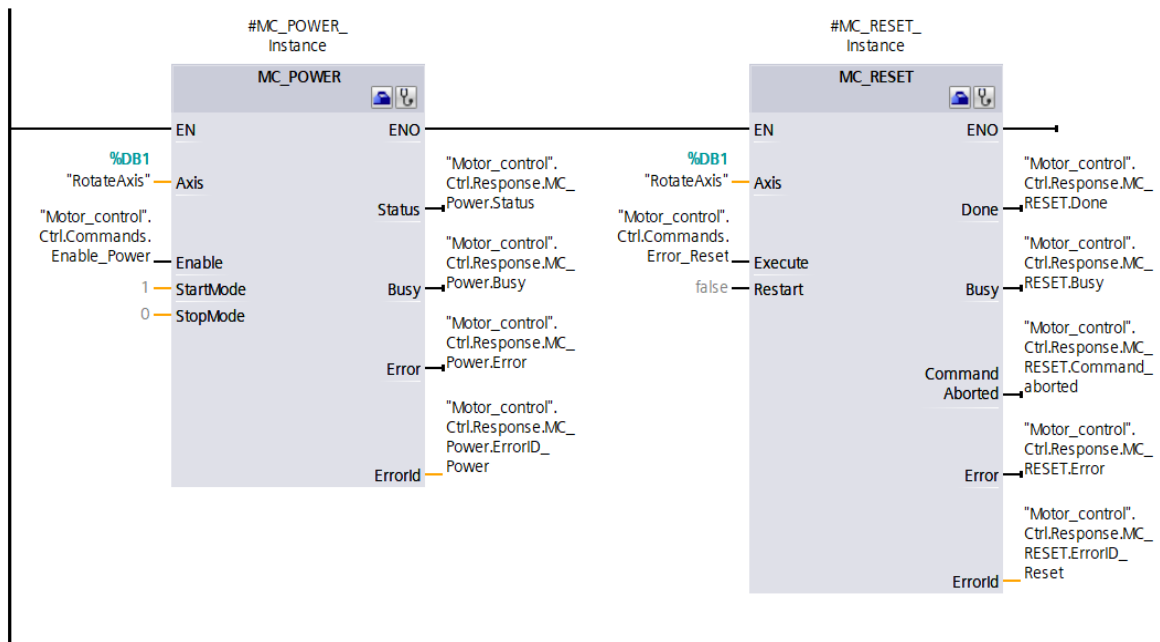 #MC_POWER_
Instance
MC_POWER
EN
ENO
%DB1
"RotateAxis"
Axis
"Motor_control".
Ctrl.Response.MC_
Power.Status
Status
"Motor_control".
Ctrl.Commands.
Enable_Power
Enable
"Motor_control".
Ctrl.Response.MC_
Power.Busy
Busy
1
StartMode
0
StopMode
"Motor_control".
Ctrl.Response.MC_
Power.Error
Error
"Motor_control".
Ctrl.Response.MC_
Power.ErrorID_
Power
ErrorId
#MC_RESET_
Instance
MC_RESET
EN
ENO
%DB1
"RotateAxis"
Axis
"Motor_control".
Ctrl.Response.MC_
RESET.Done
Done
"Motor_control".
Ctrl.Commands.
Error_Reset
Execute
false
Restart
"Motor_control".
Ctrl.Response.MC_
RESET.Busy
Busy
"Motor_control".
Ctrl.Response.MC_
RESET.Command_
aborted
Command
Aborted
"Motor_control".
Ctrl.Response.MC_
RESET.Error
Error
"Motor_control".
Ctrl.Response.MC_
RESET.ErrorID_
Reset
ErrorId